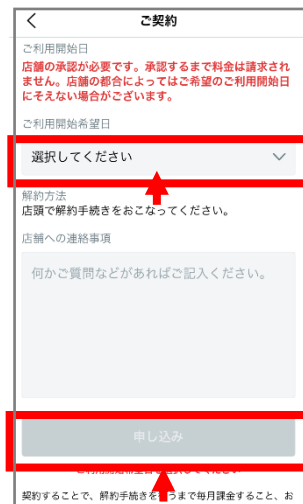 ご契約
ご利用開始日
店舗の承認が必要です。承認するまで料金は請求され
ません。店舗の都合によってはご希望のご利用開始日
にそえない場合がございます。
ご利用開始希望日
選択してください
解約方法
店頭で解約手続きをおこなってください。
店舗への連絡事項
何かご質問などがあればご記入ください。
申し込み
契約することで、解約手続きを行うまで毎月課金すること、お